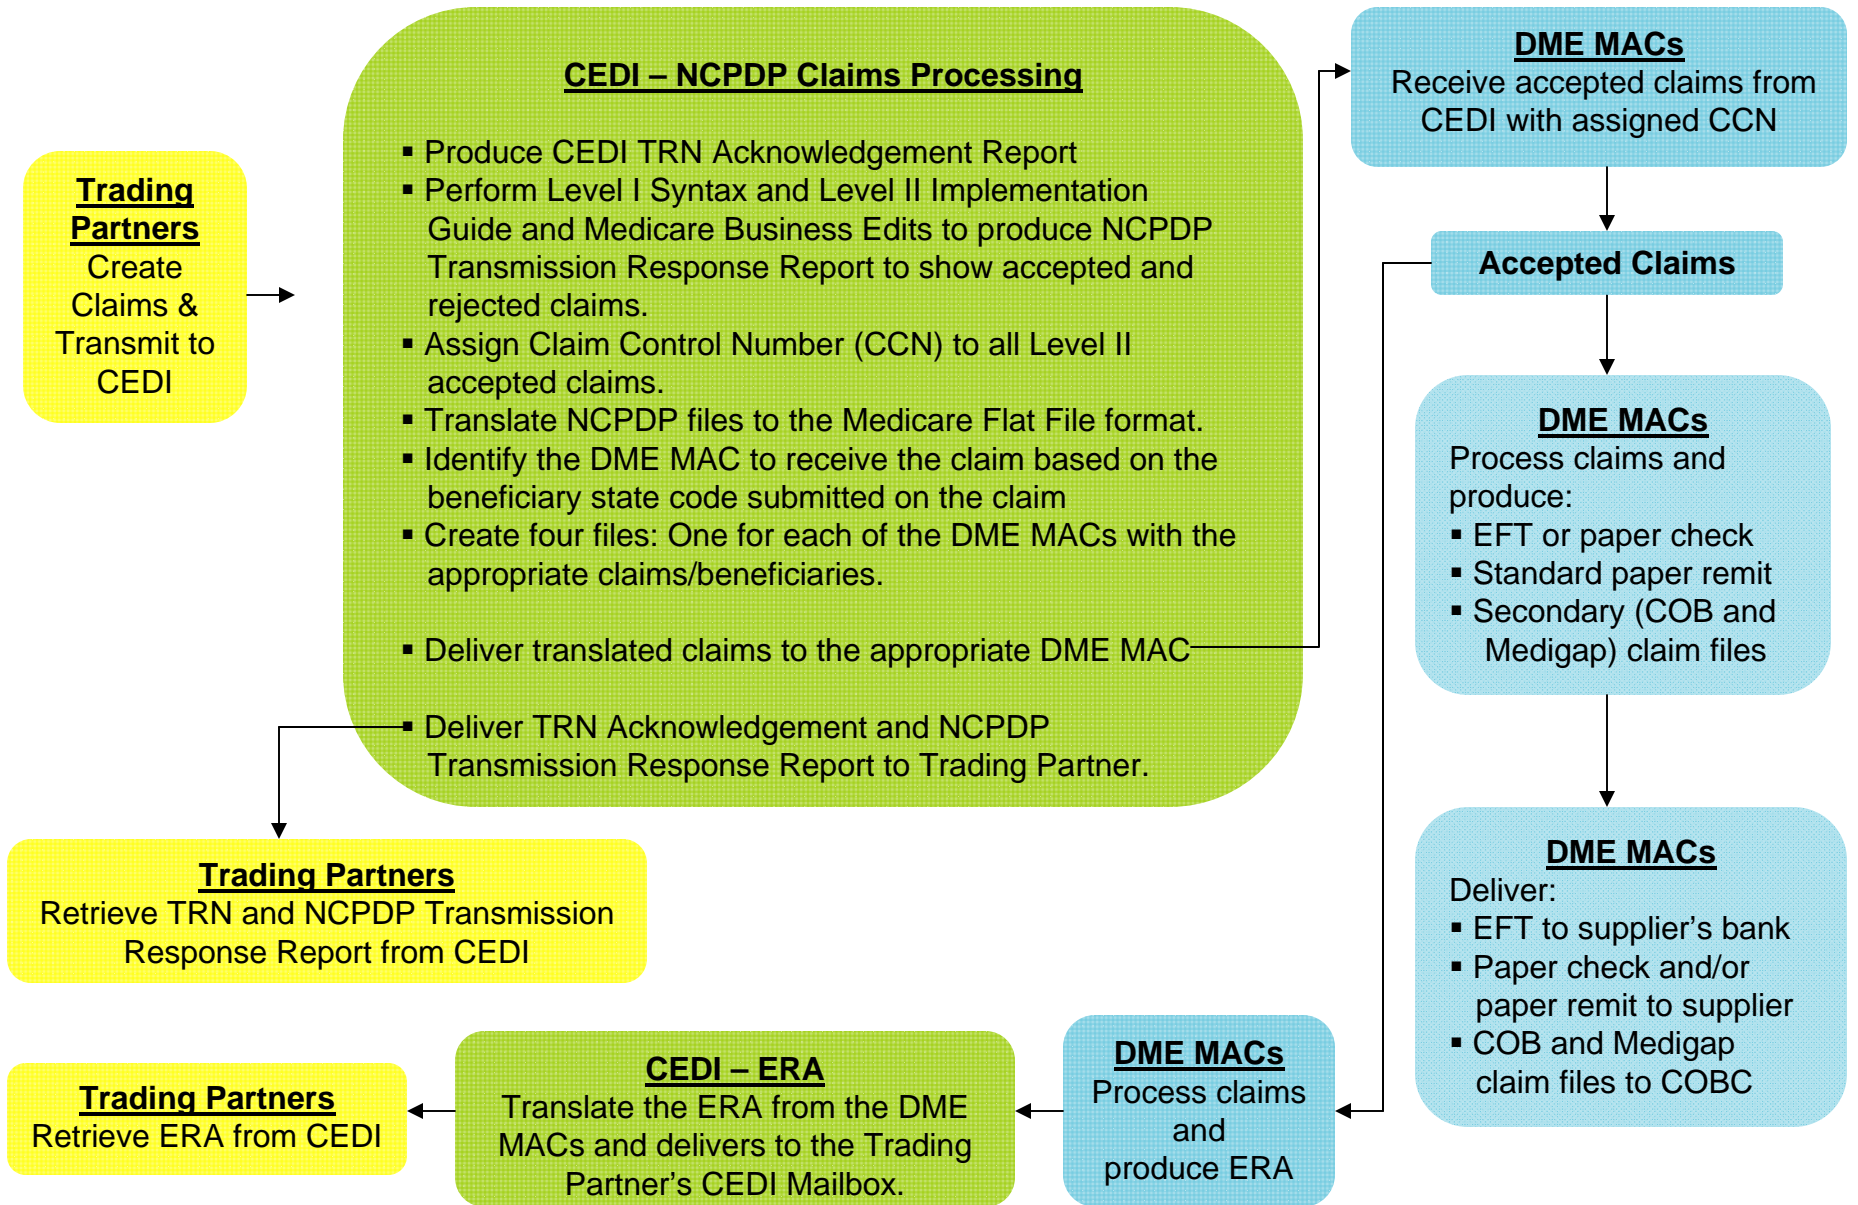 Trading
Partners
Create
Claims &
Transmit to
CEDI
CEDI – NCPDP Claims Processing
▪ Produce CEDI TRN Acknowledgement Report
▪ Perform Level I Syntax and Level II Implementation
Guide and Medicare Business Edits to produce NCPDP
Transmission Response Report to show accepted and
rejected claims.
▪ Assign Claim Control Number (CCN) to all Level II
accepted claims.
▪ Translate NCPDP files to the Medicare Flat File format.
▪ Identify the DME MAC to receive the claim based on the
beneficiary state code submitted on the claim
▪ Create four files: One for each of the DME MACs with the
appropriate claims/beneficiaries.
▪ Deliver translated claims to the appropriate DME MAC
▪ Deliver TRN Acknowledgement and NCPDP
Transmission Response Report to Trading Partner.
DME MACs
Receive accepted claims from
CEDI with assigned CCN
Accepted Claims
DME MACs
Process claims and
produce:
▪ EFT or paper check
▪ Standard paper remit
▪ Secondary (COB and
Medigap) claim files
DME MACs
Deliver:
▪ EFT to supplier’s bank
▪ Paper check and/or
paper remit to supplier
▪ COB and Medigap
claim files to COBC
Trading Partners
Retrieve TRN and NCPDP Transmission
Response Report from CEDI
DME MACs
Process claims
and
produce ERA
CEDI – ERA
Translate the ERA from the DME
MACs and delivers to the Trading
Partner’s CEDI Mailbox.
Trading Partners
Retrieve ERA from CEDI